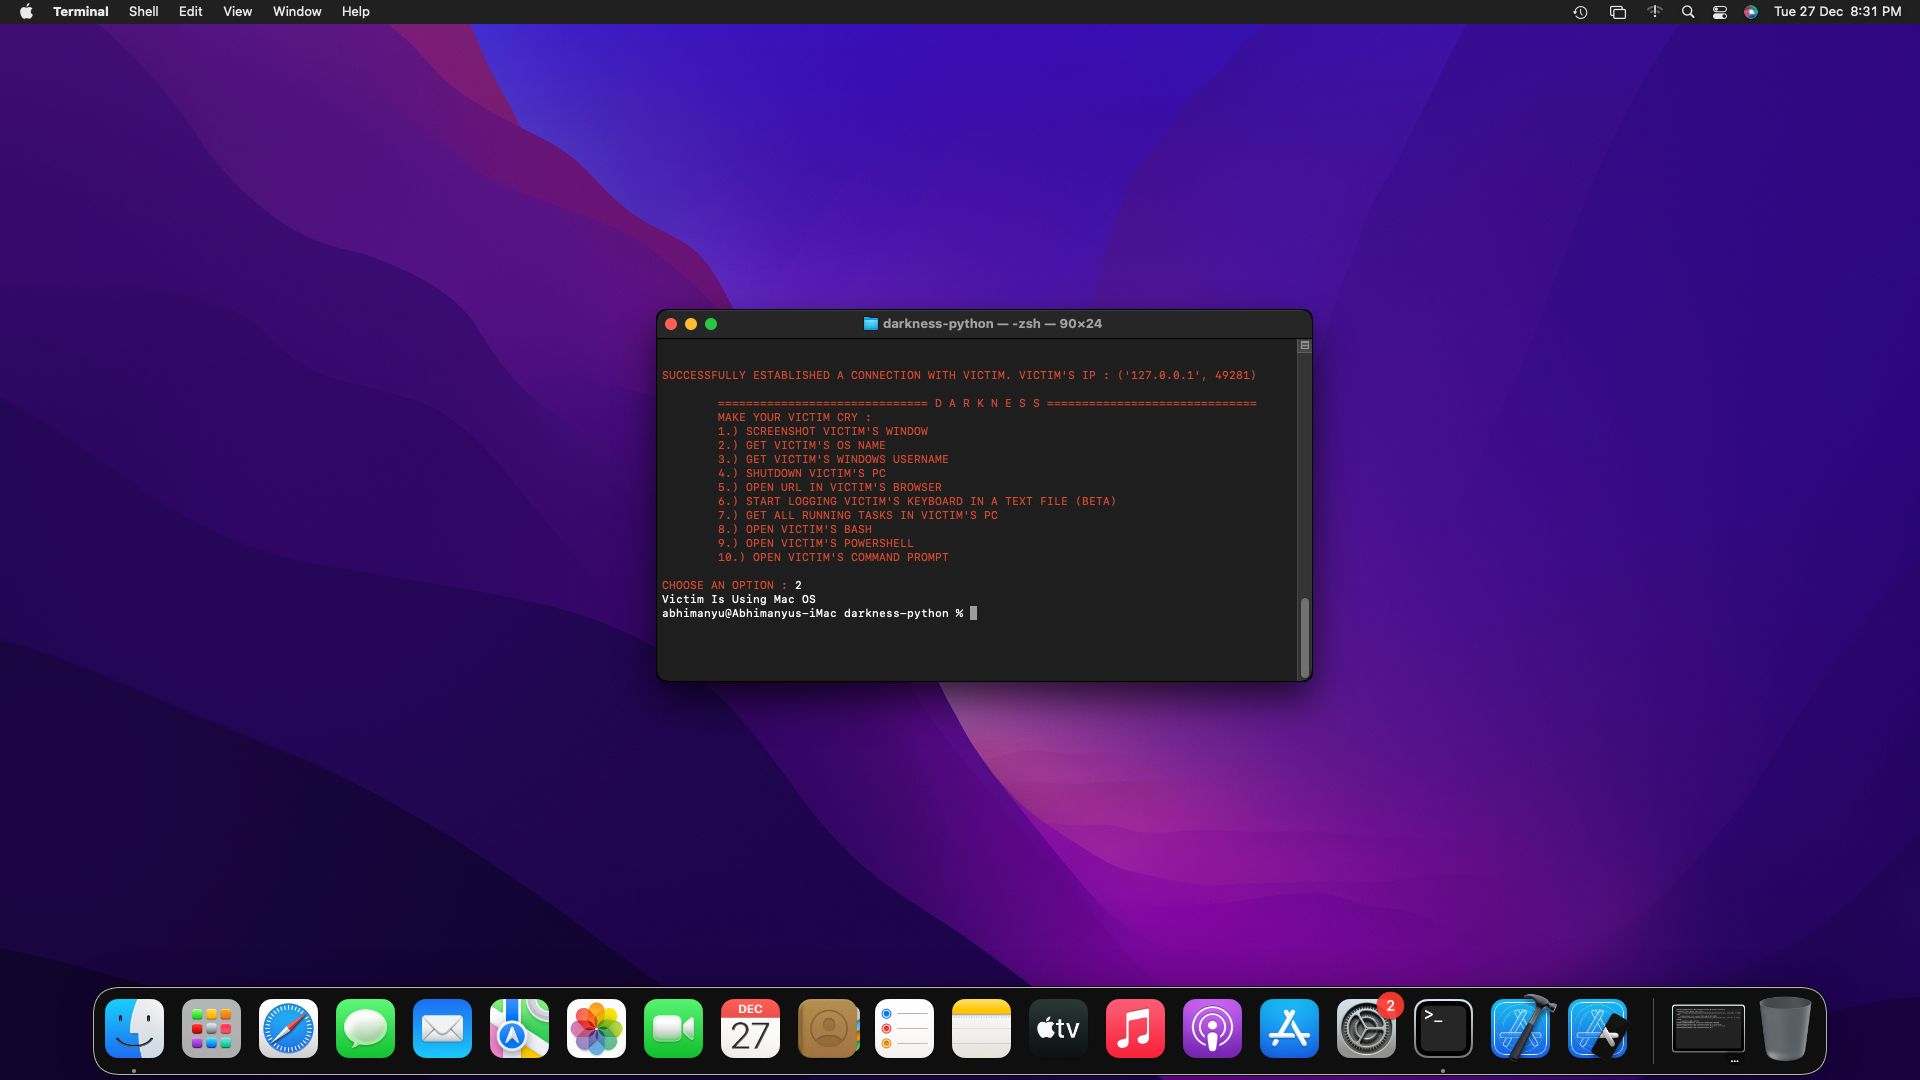 Terminal Shell Edit View Window Help Tue 27 Dec 8:31 PM
darkness-python — -zsh — 90×24
SUCCESSFULLY ESTABLISHED A CONNECTION WITH VICTIM. VICTIM'S IP : ('127.0.0.1', 49281)
============================== D A R K N E S S ==============================
MAKE YOUR VICTIM CRY :
1.) SCREENSHOT VICTIM'S WINDOW
2.) GET VICTIM'S OS NAME
3.) GET VICTIM'S WINDOWS USERNAME
4.) SHUTDOWN VICTIM'S PC
5.) OPEN URL IN VICTIM'S BROWSER
6.) START LOGGING VICTIM'S KEYBOARD IN A TEXT FILE (BETA)
7.) GET ALL RUNNING TASKS IN VICTIM'S PC
8.) OPEN VICTIM'S BASH
9.) OPEN VICTIM'S POWERSHELL
10.) OPEN VICTIM'S COMMAND PROMPT
CHOOSE AN OPTION : 2
Victim Is Using Mac OS
abhimanyu@Abhimanyus-iMac darkness-python %
DEC
27
tv
2
>_